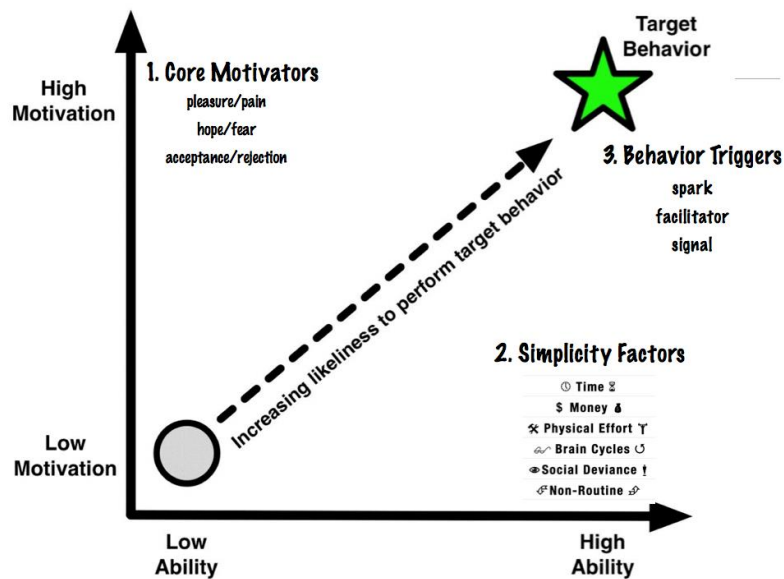 Target
Behavior
1. Core Motivators
pleasure/pain
hope/fear
acceptance/rejection
High
Motivation
3. Behavior Triggers
spark
facilitator
signal
Increasing likeliness to perform target behavior
2. Simplicity Factors
Time
$ Money
Physical Effort
Brain Cycles
Social Deviance
Non-Routine
Low
Motivation
Low
Ability
High
Ability